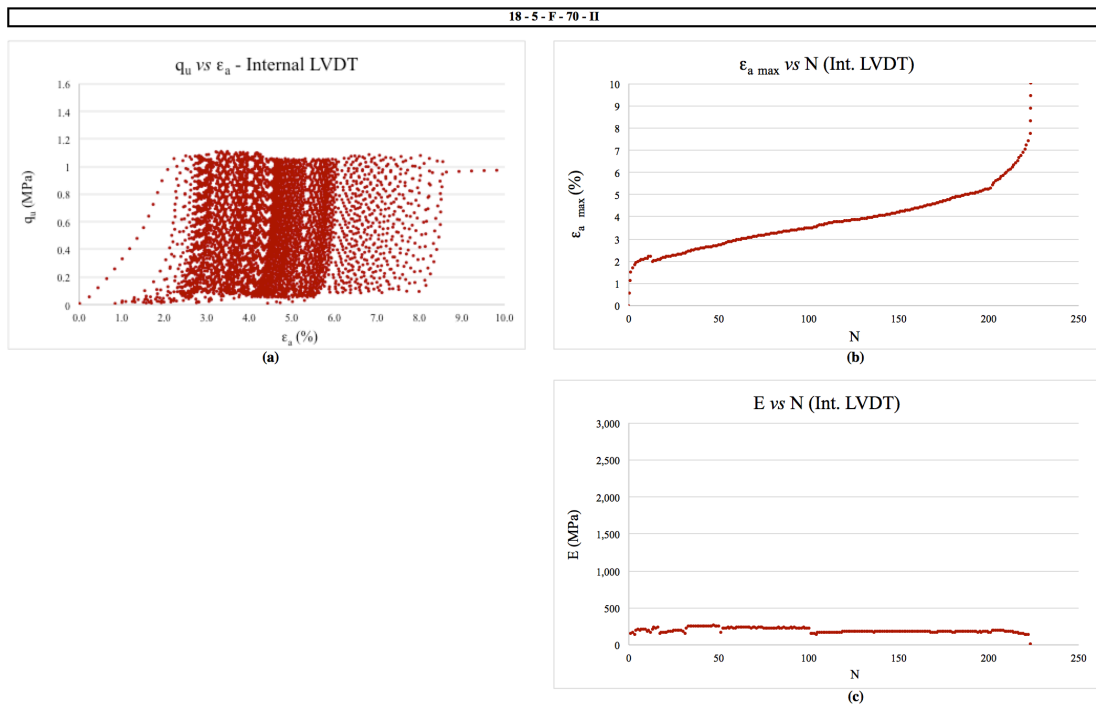 18 - 5 - F - 70 - II
qu vs εa - Internal LVDT
1.6
1.4
1.2
1
0.8
0.6
0.4
0.2
0
qu (MPa)
0.0 1.0 2.0 3.0 4.0 5.0 6.0 7.0 8.0 9.0 10.0
εa (%)
(a)
εa max vs N (Int. LVDT)
10
9
8
7
6
5
4
3
2
1
0
εa max (%)
0 50 100 150 200 250
N
(b)
E vs N (Int. LVDT)
3,000
2,500
2,000
1,500
1,000
500
0
E (MPa)
0 50 100 150 200 250
N
(c)